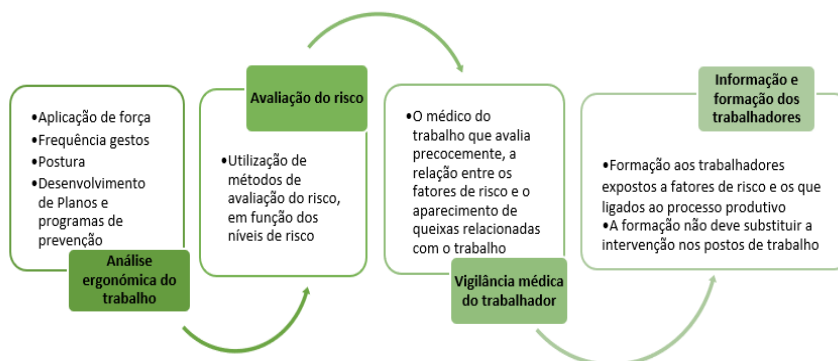 •Aplicação de força
•Frequência gestos
•Postura
•Desenvolvimento
de Planos e
programas de
prevenção
Análise
ergonómica do
trabalho
Avaliação do risco
•Utilização de
métodos de
avaliação do risco,
em função dos
níveis de risco
•O médico do
trabalho que avalia
precocemente, a
relação entre os
fatores de risco e o
aparecimento de
queixas relacionadas
com o trabalho
Vigilância médica
do trabalhador
Informação e
formação dos
trabalhadores
•Formação aos trabalhadores
expostos a fatores de risco e os que
ligados ao processo produtivo
•A formação não deve substituir a
intervenção nos postos de trabalho